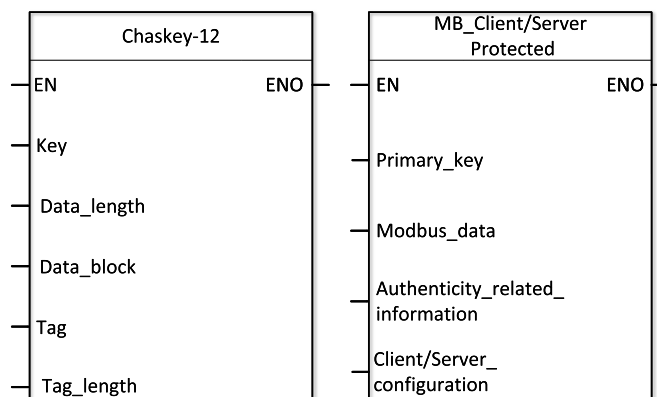 Chaskey-12
EN
ENO
Key
Data_length
Data_block
Tag
Tag_length
MB_Client/Server
Protected
EN
ENO
Primary_key
Modbus_data
Authenticity_related_
information
Client/Server_
configuration